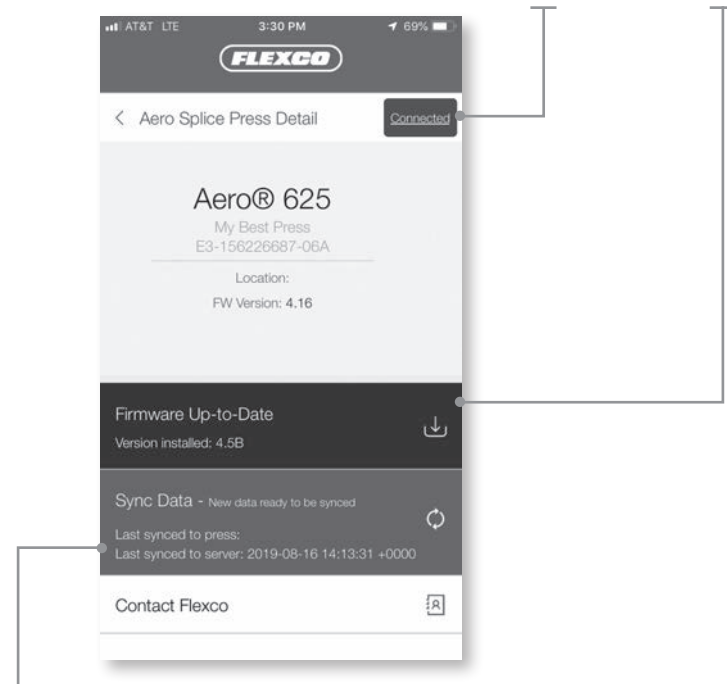 AT&T LTE 3:30 PM 69%
FLEXCO
< Aero Splice Press Detail Connected
Aero® 625
My Best Press
E3-156226687-06A
Location:
FW Version: 4.16
Firmware Up-to-Date
Version installed: 4.5B
Sync Data - New data ready to be synced
Last synced to press:
Last synced to server: 2019-08-16 14:13:31 +0000
Contact Flexco